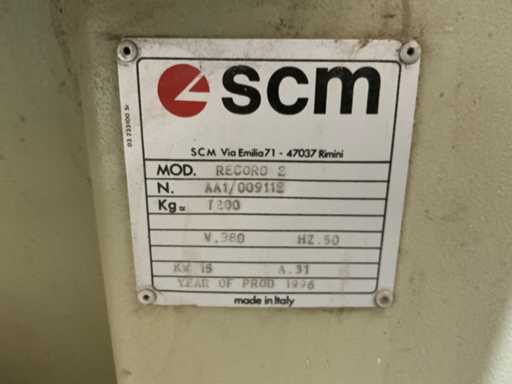 scm
SCM Via Emilia 71 - 47037 Rimini
MOD. RECORD 2
N. AA1/009112
Kg=
V.380 HZ.50
KW 15 A.31
YEAR OF PROD 1996
made in Italy